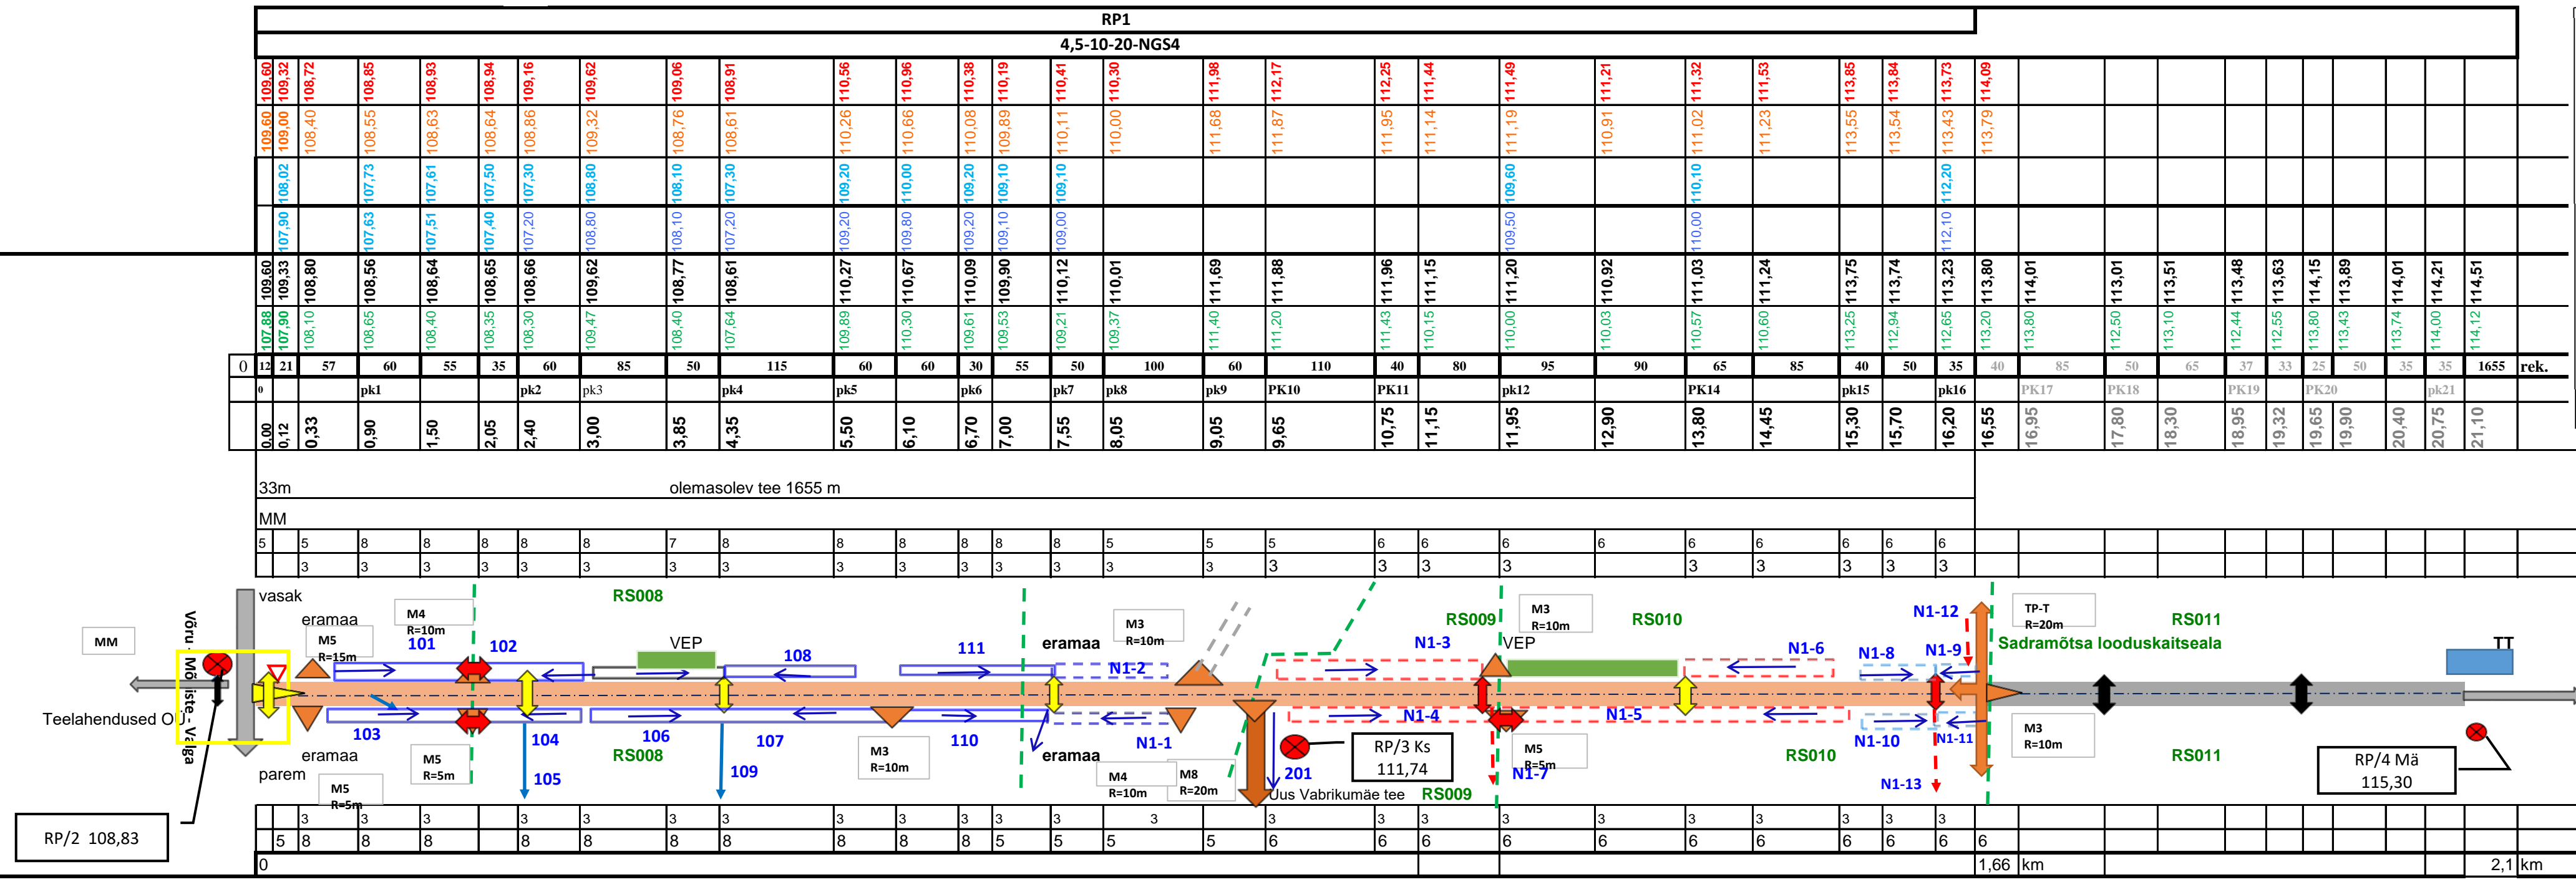 RP1
4,5-10-20-NGS4
109,60 109,32 108,72 108,85 108,93 108,94 109,16 109,62 109,06 108,91 110,56 110,96 110,38 110,19 110,41 110,30 111,98 112,17 112,25 111,44 111,49 111,21 111,32 111,53 113,85 113,84 113,73 114,09
109,60 109,00 108,40 108,55 108,63 108,64 108,86 109,32 108,76 108,61 110,26 110,66 110,08 109,89 110,11 110,00 111,68 111,87 111,95 111,14 111,19 110,91 111,02 111,23 113,55 113,54 113,43 113,79
108,02 107,73 107,61 107,50 107,30 108,80 108,10 107,30 109,20 110,00 109,20 109,10 109,10 109,60 110,10 112,20
107,90 107,63 107,51 107,40 107,20 108,80 108,10 107,20 109,20 109,80 109,20 109,10 109,00 109,50 110,00 112,10
109,60 109,33 108,80 108,56 108,64 108,65 108,66 109,62 108,77 108,61 110,27 110,67 110,09 109,90 110,12 110,01 111,69 111,88 111,96 111,15 111,20 110,92 111,03 111,24 113,75 113,74 113,23 113,80 114,01 113,01 113,51 113,48 113,63 114,15 113,89 114,01 114,21 114,51
107,88 107,90 108,10 108,65 108,40 108,35 108,30 109,47 108,40 107,64 109,89 110,30 109,61 109,53 109,21 109,37 111,40 111,20 111,43 110,15 110,00 110,03 110,57 110,60 113,25 112,94 112,65 113,20 113,80 112,50 113,10 112,44 112,55 113,80 113,43 113,74 114,00 114,12
0 12 21 57 60 55 35 60 85 50 115 60 60 30 55 50 100 60 110 40 80 95 90 65 85 40 50 35 40 85 50 65 37 33 25 50 35 35 1655 rek.
0 pk1 pk2 pk3 pk4 pk5 pk6 pk7 pk8 pk9 PK10 PK11 pk12 PK14 pk15 pk16 PK17 PK18 PK19 PK20 pk21
0.00 0,12 0,33 0,90 1,50 2,05 2,40 3,00 3,85 4,35 5,50 6,10 6,70 7,00 7,55 8,05 9,05 9,65 10,75 11,15 11,95 12,90 13,80 14,45 15,30 15,70 16,20 16,55 16,95 17,80 18,30 18,95 19,32 19,65 19,90 20,40 20,75 21,10
33m olemasolev tee 1655 m
MM
5 5 8 8 8 8 8 7 8 8 8 8 8 8 5 5 5 6 6 6 6 6 6 6 6 6
3 3 3 3 3 3 3 3 3 3 3 3 3 3 3 3 3 3 3 3 3 3 3 3
vasak
eramaa
M4
R=10m
RS008
M3
R=10m
RS009
M3
R=10m
RS010
N1-12
TP-T
R=20m
RS011
MM
M5
R=15m
101
102
VEP
108
111
eramaa
N1-2
N1-3
VEP
N1-6
N1-8
N1-9
Sadramõtsa looduskaitseala
TT
Võru - Mõniste - Valga
Teelahendused OÜ
103
104
106
107
110
N1-1
N1-4
N1-5
N1-10
N1-11
M3
R=10m
eramaa
parem
M5
R=5m
M5
R=5m
105
RS008
109
M3
R=10m
eramaa
M4
R=10m
M8
R=20m
201
RP/3 Ks
111,74
M5
R=5m
N1-7
RS010
N1-13
RS011
RP/4 Mä
115,30
Uus Vabrikumäe tee
RS009
RP/2 108,83
3 3 3 3 3 3 3 3 3 3 3 3 3 3 3 3 3 3 3 3 3 3 3
5 8 8 8 8 8 8 8 8 8 8 5 5 5 5 6 6 6 6 6 6 6 6 6 6 6
0 1,66 km 2,1 km